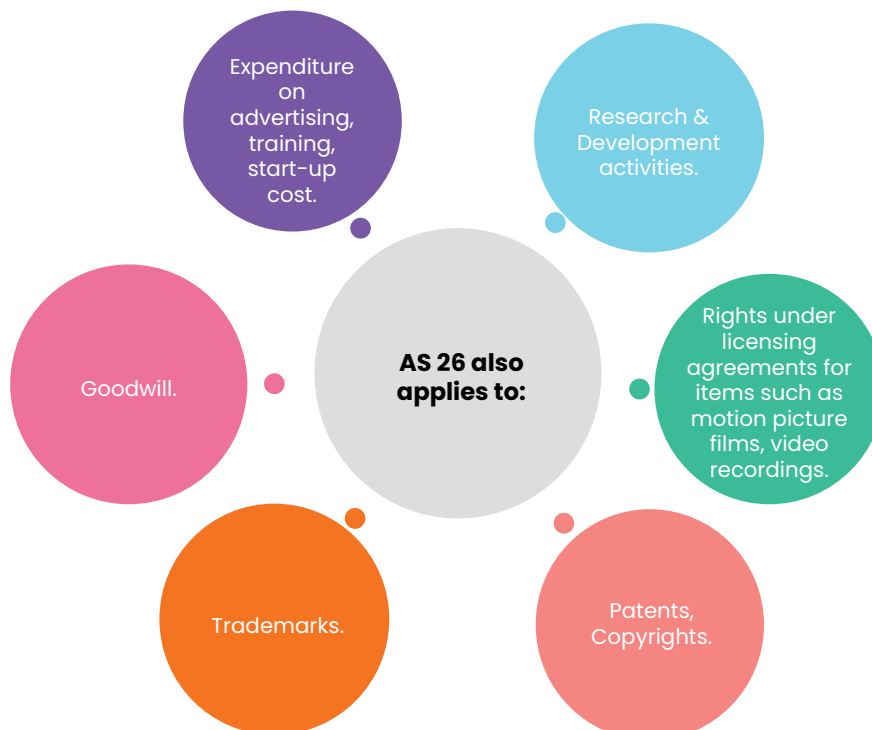 Expenditure
on
advertising,
training,
start-up
cost.
Research &
Development
activities.
Rights under
licensing
agreements for
items such as
motion picture
films, video
recordings.
AS 26 also
applies to:
Goodwill.
Trademarks.
Patents,
Copyrights.